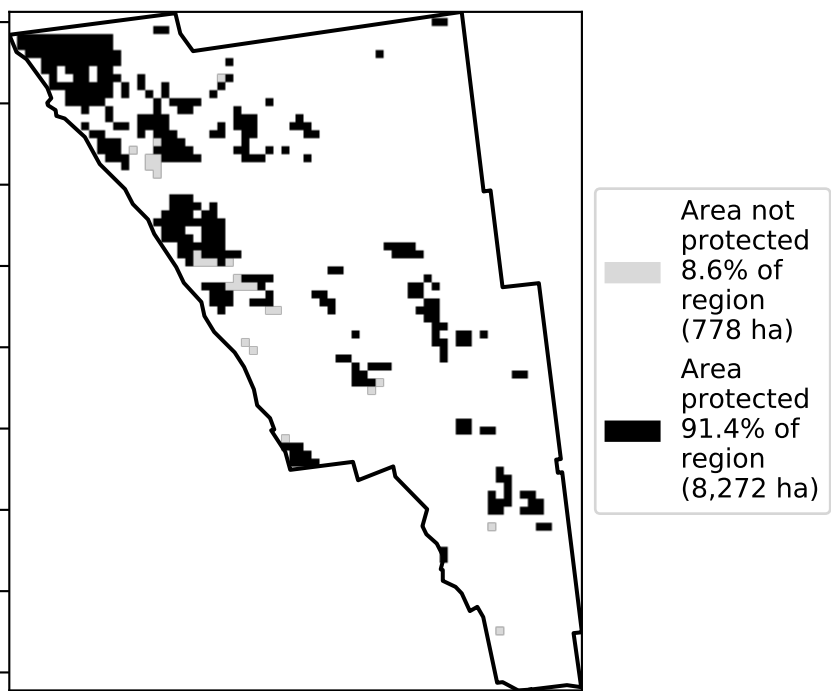 Area not
protected
8.6% of
region
(778 ha)
Area
protected
91.4% of
region
(8,272 ha)